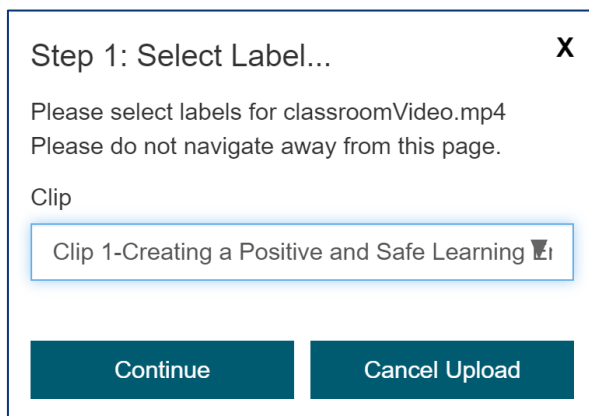 Step 1: Select Label...
X
Please select labels for classroomVideo.mp4
Please do not navigate away from this page.
Clip
Clip 1-Creating a Positive and Safe Learning
Continue
Cancel Upload